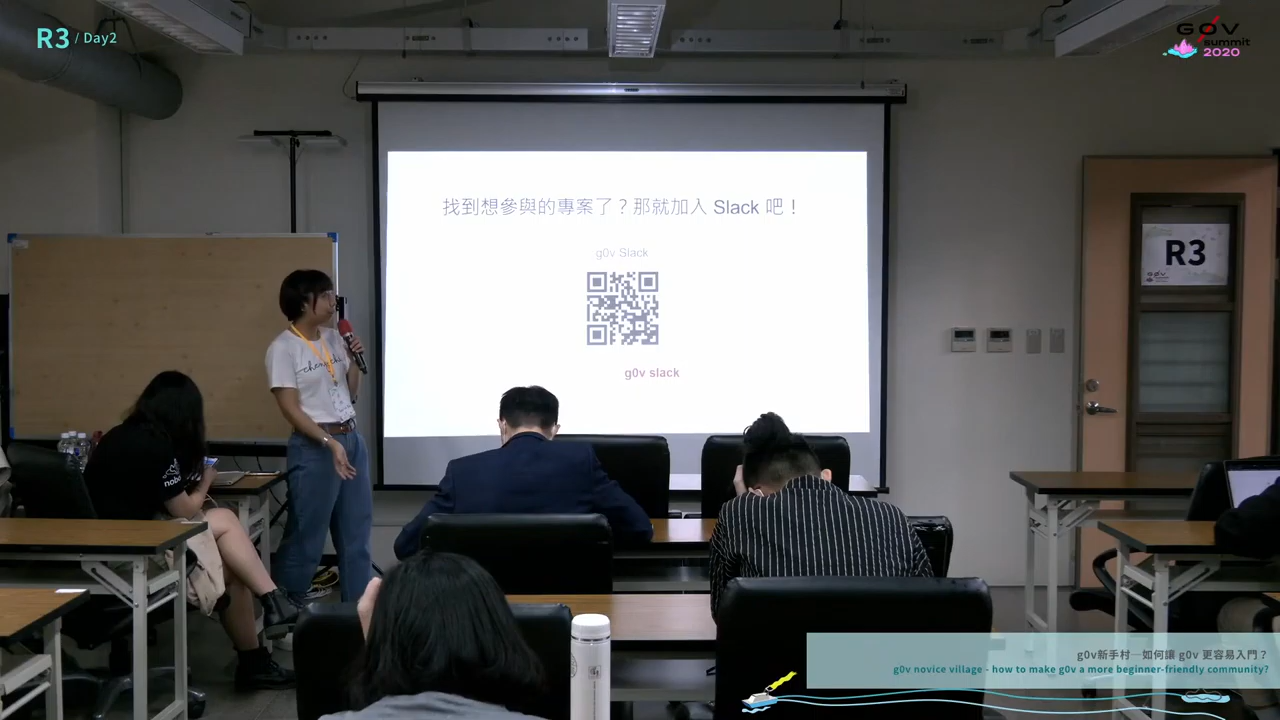 R3 / Day2
G0V
summit
2020
找到想參與的專案了？那就加入 Slack 吧！
g0v Slack
g0v slack
R3
g0v新手村—如何讓 g0v 更容易入門？
g0v novice village - how to make g0v a more beginner-friendly community?